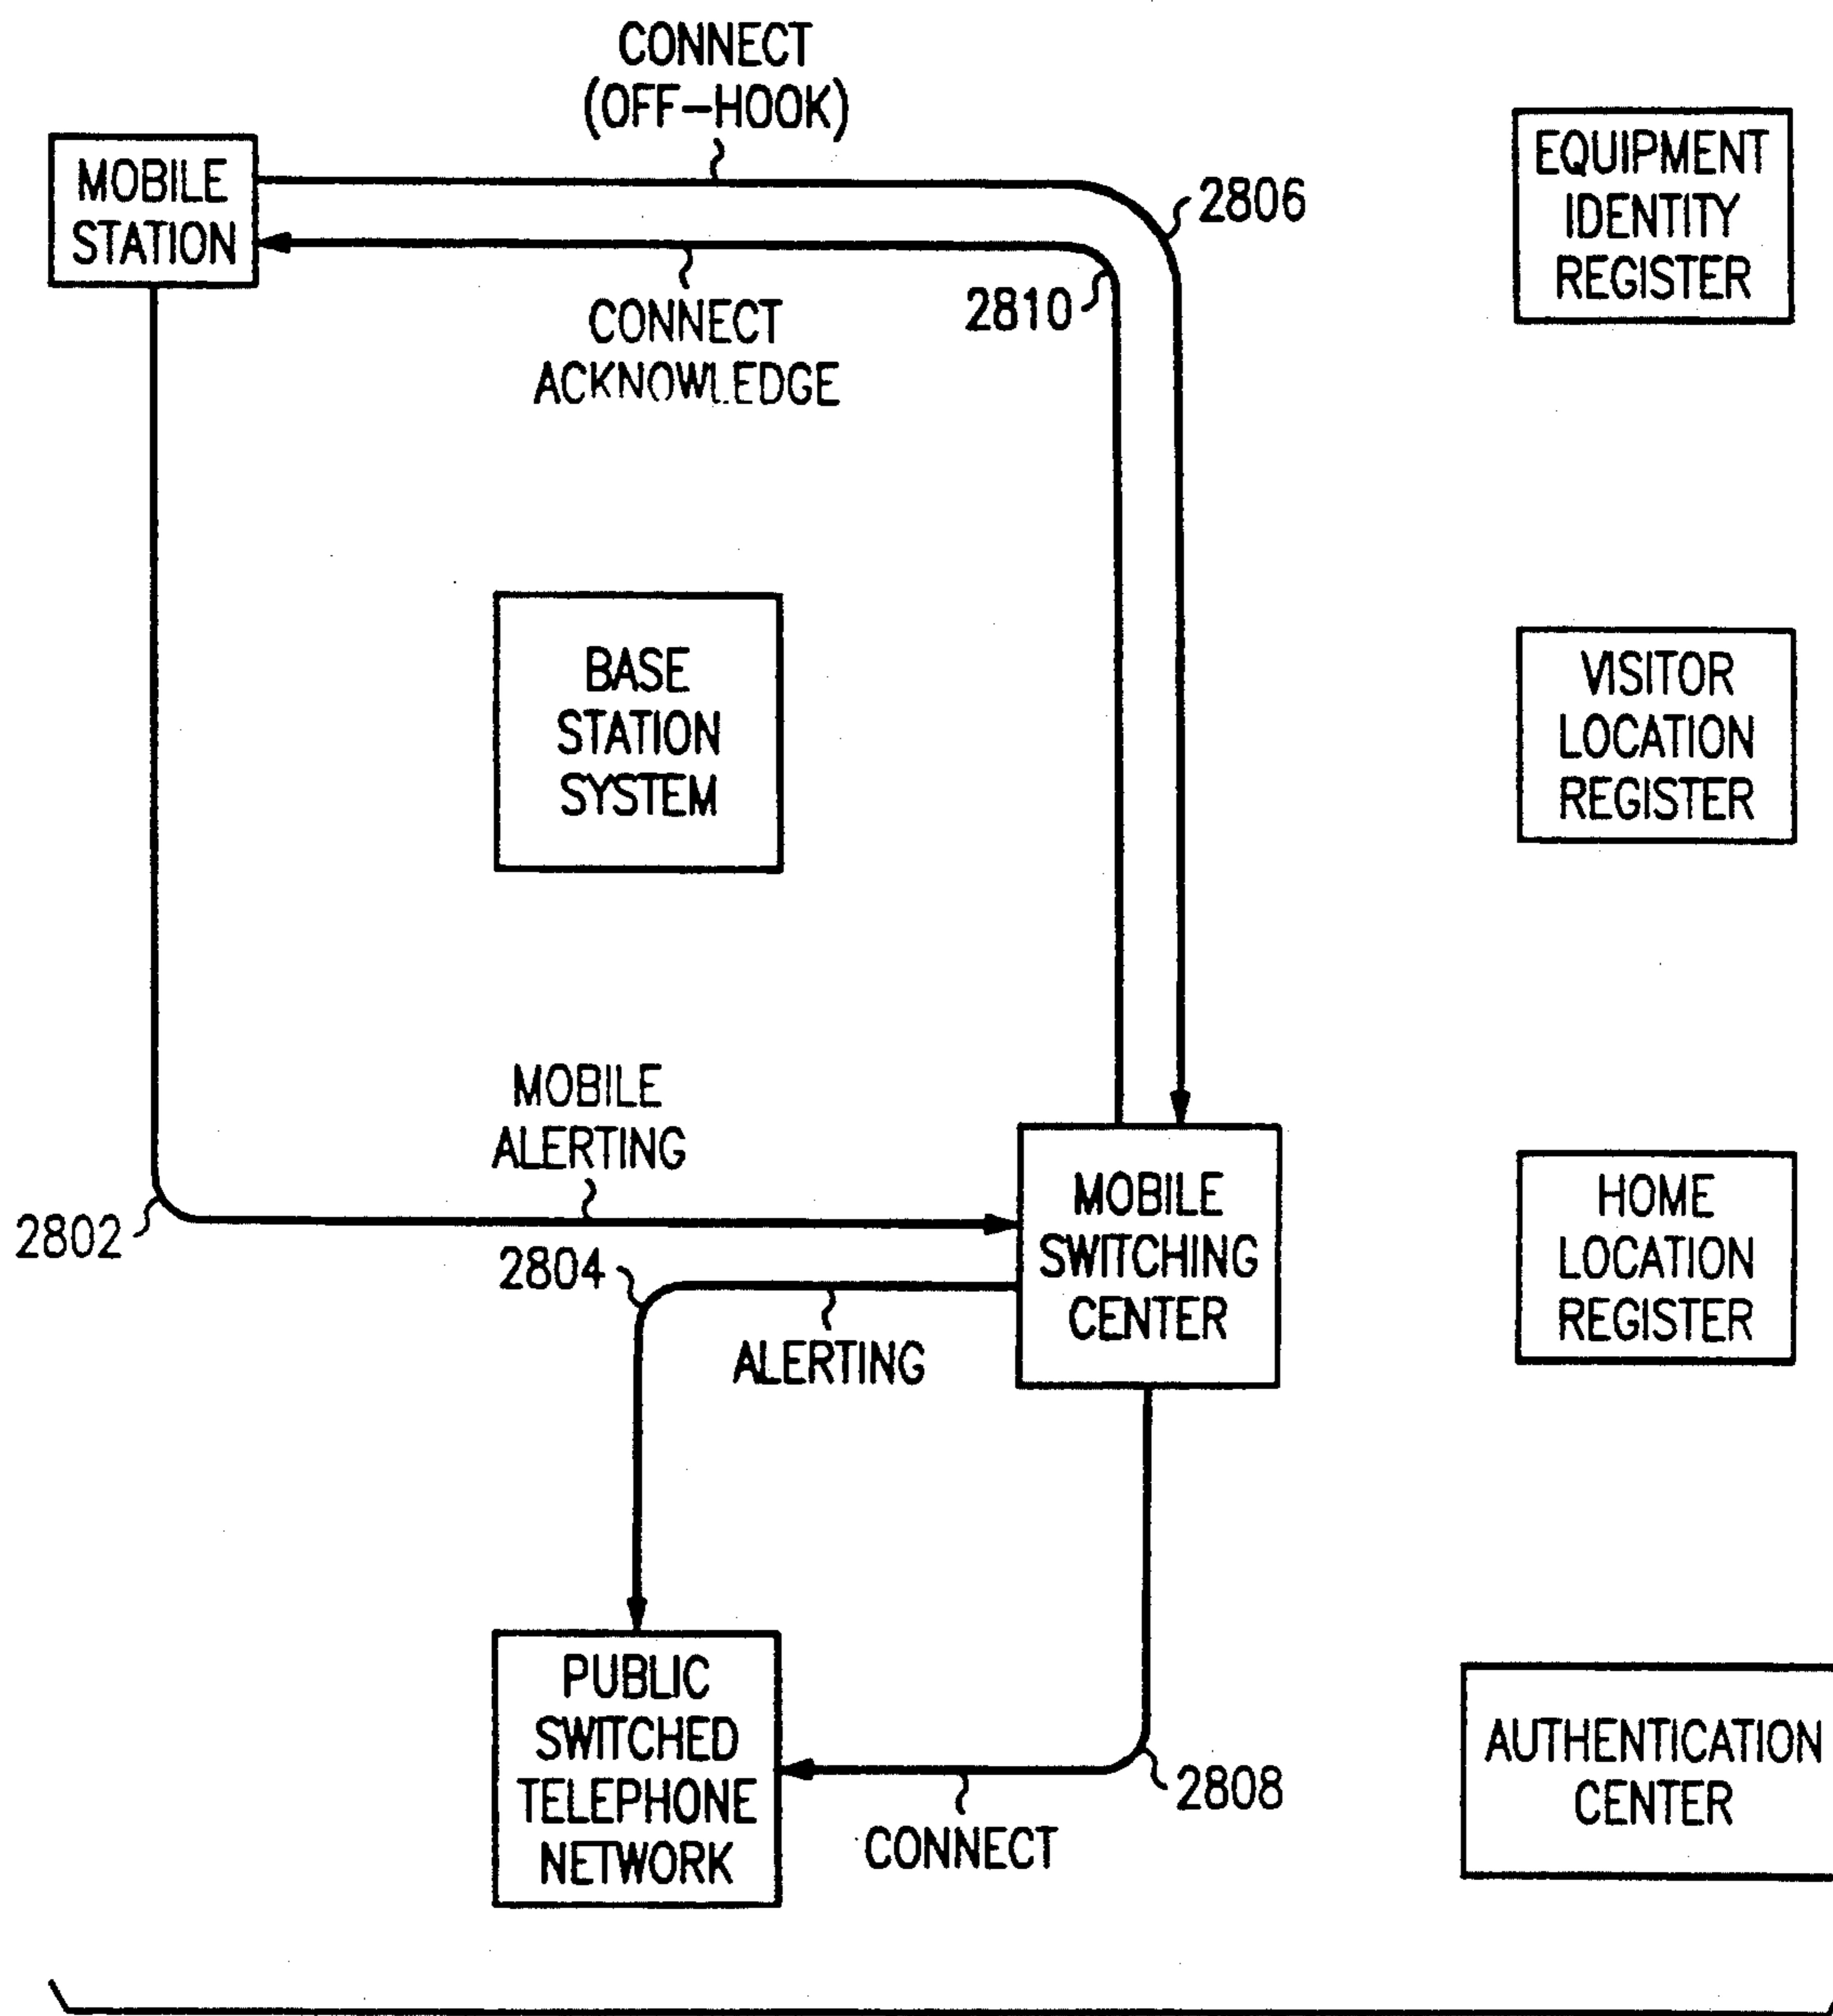 CONNECT
(OFF-HOOK)
MOBILE
STATION
2806
EQUIPMENT
IDENTITY
REGISTER
2810
CONNECT
ACKNOWLEDGE
BASE
STATION
SYSTEM
VISITOR
LOCATION
REGISTER
MOBILE
ALERTING
2802
2804
ALERTING
MOBILE
SWITCHING
CENTER
HOME
LOCATION
REGISTER
PUBLIC
SWITCHED
TELEPHONE
NETWORK
2808
CONNECT
AUTHENTICATION
CENTER